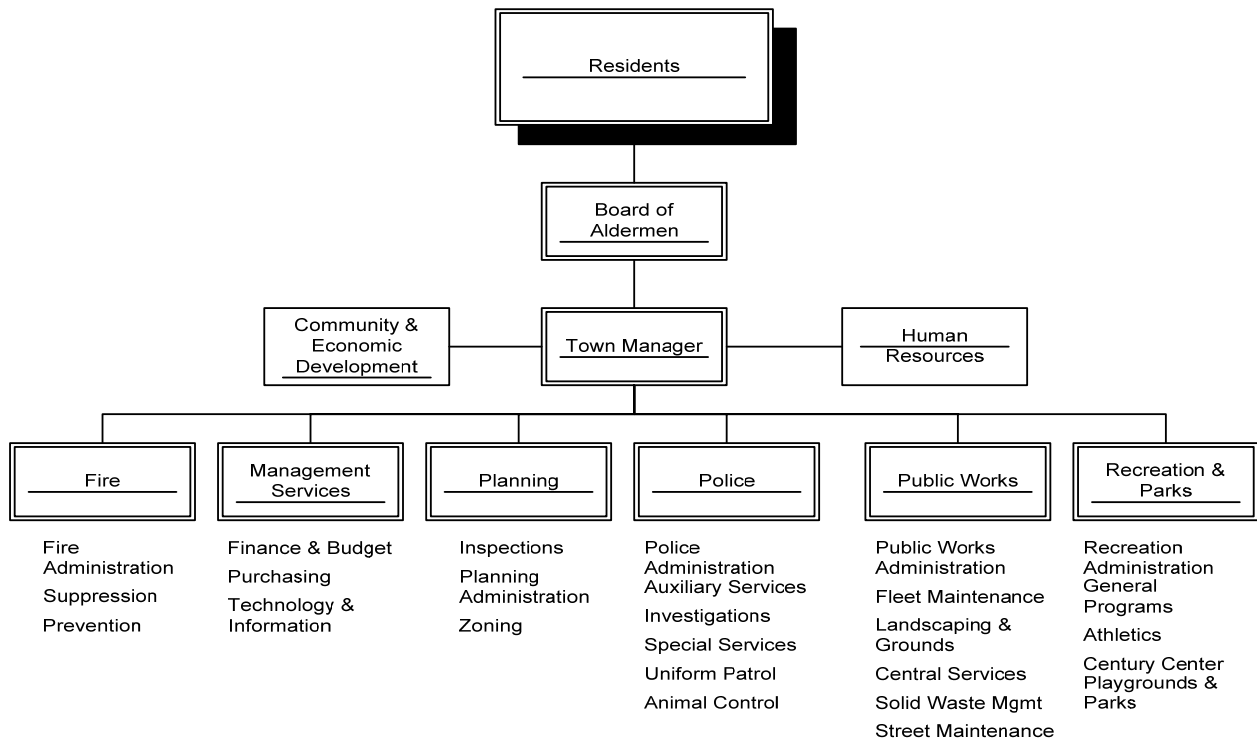 Residents
Board of
Aldermen
Community &
Economic
Development
Town Manager
Human
Resources
Fire
Management
Services
Planning
Police
Public Works
Recreation &
Parks
Fire
Administration
Suppression
Prevention
Finance & Budget
Purchasing
Technology &
Information
Inspections
Planning
Administration
Zoning
Police
Administration
Auxiliary Services
Investigations
Special Services
Uniform Patrol
Animal Control
Public Works
Administration
Fleet Maintenance
Landscaping &
Grounds
Central Services
Solid Waste Mgmt
Street Maintenance
Recreation
Administration
General
Programs
Athletics
Century Center
Playgrounds &
Parks